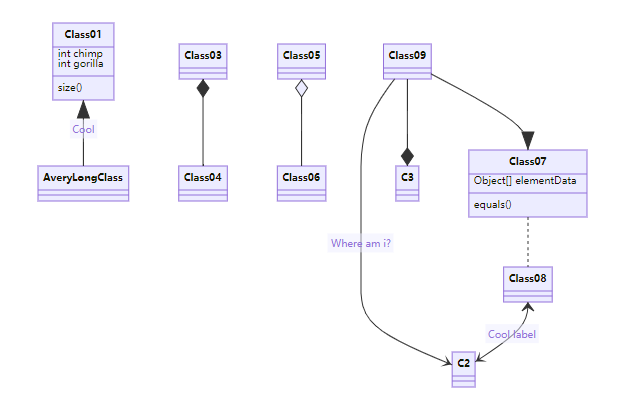 Class01
int chimp
int gorilla
size()
Cool
AveryLongClass
Class03
Class04
Class05
Class06
Class09
Where am i?
C3
Class07
Object[] elementData
equals()
Class08
Cool label
C2